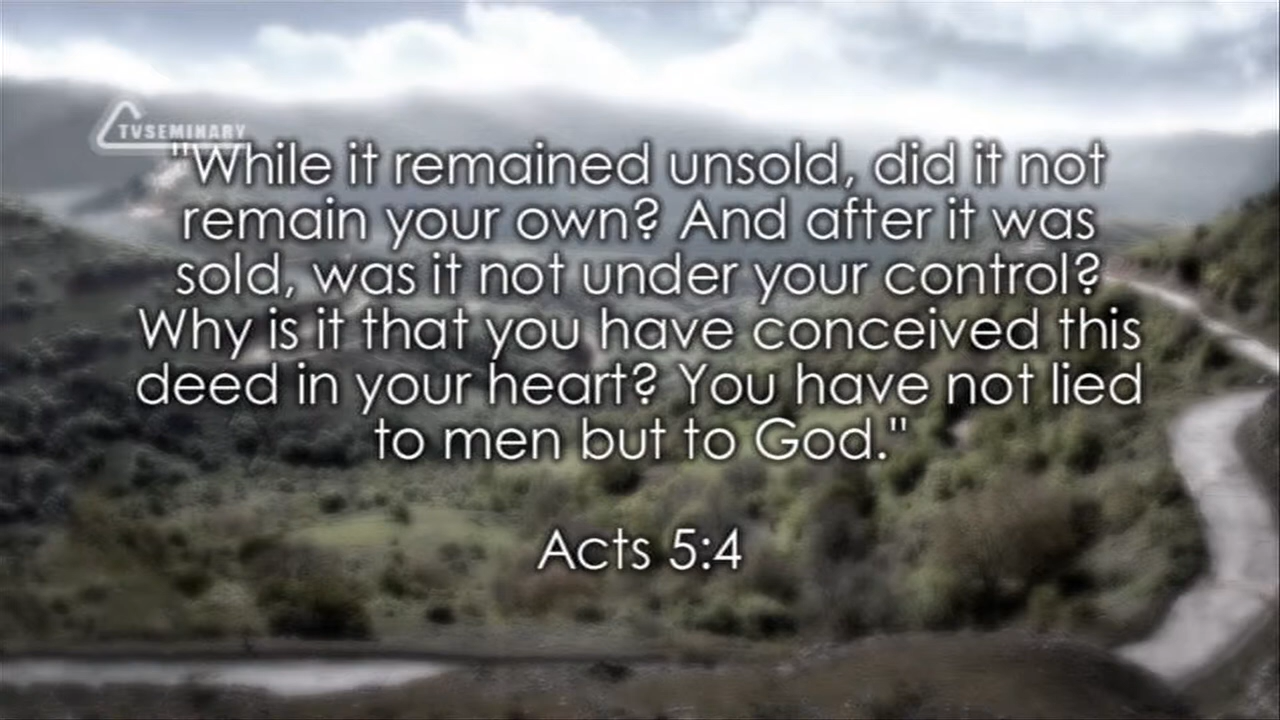 TVSEMINARY
"While it remained unsold, did it not
remain your own? And after it was
sold, was it not under your control?
Why is it that you have conceived this
deed in your heart? You have not lied
to men but to God."
Acts 5:4